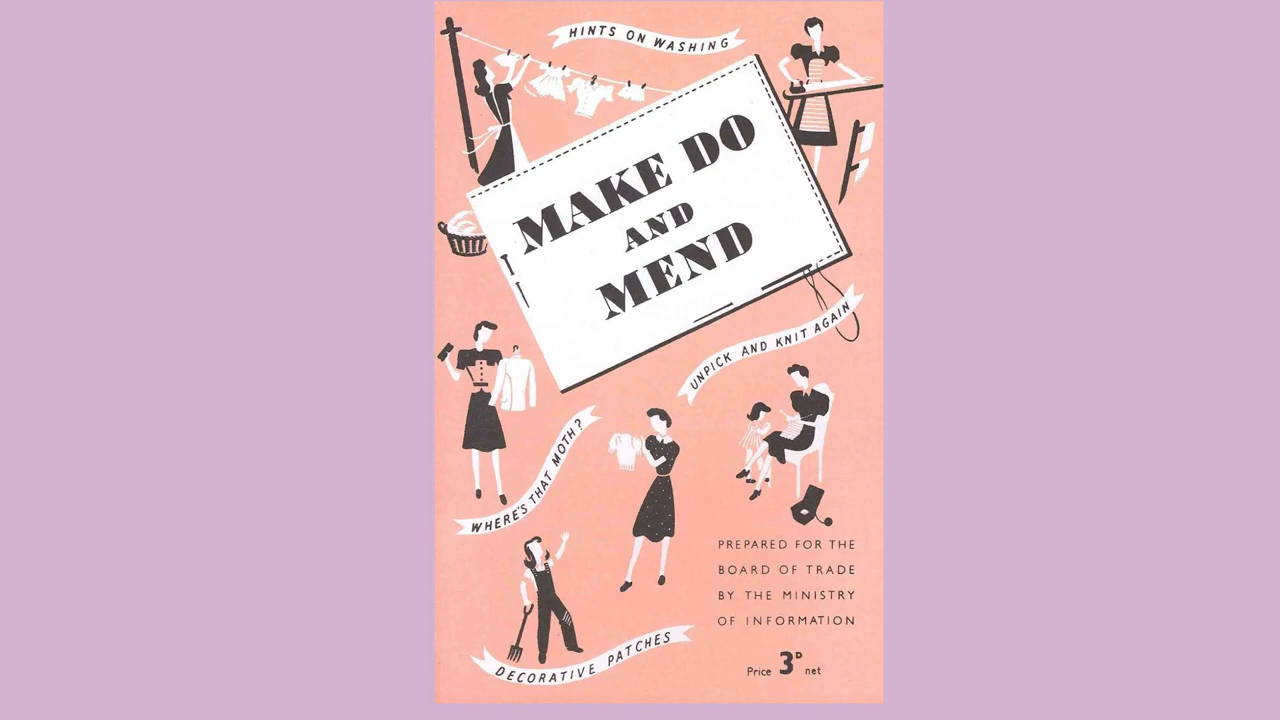 HINTS ON WASHING
MAKE DO
AND
MEND
UNPICK AND KNIT AGAIN
WHERE'S THAT MOTH?
DECORATIVE PATCHES
PREPARED FOR THE
BOARD OF TRADE
BY THE MINISTRY
OF INFORMATION
Price 3D net